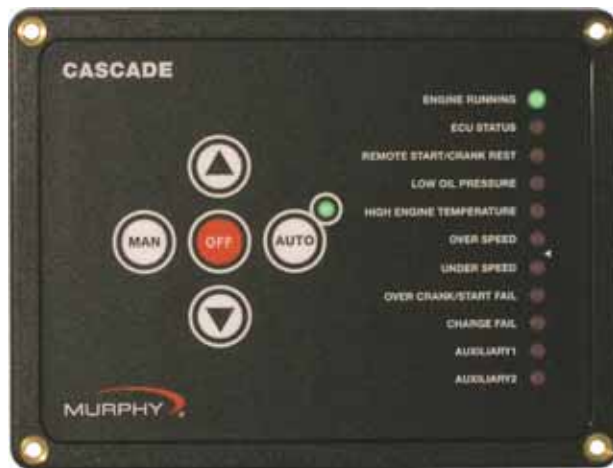 CASCADE
MAN
OFF
AUTO
MURPHY
ENGINE RUNNING
ECU STATUS
REMOTE START/CRANK REST
LOW OIL PRESSURE
HIGH ENGINE TEMPERATURE
OVER SPEED
UNDER SPEED
OVER CRANK/START FAIL
CHARGE FAIL
AUXILIARY1
AUXILIARY2